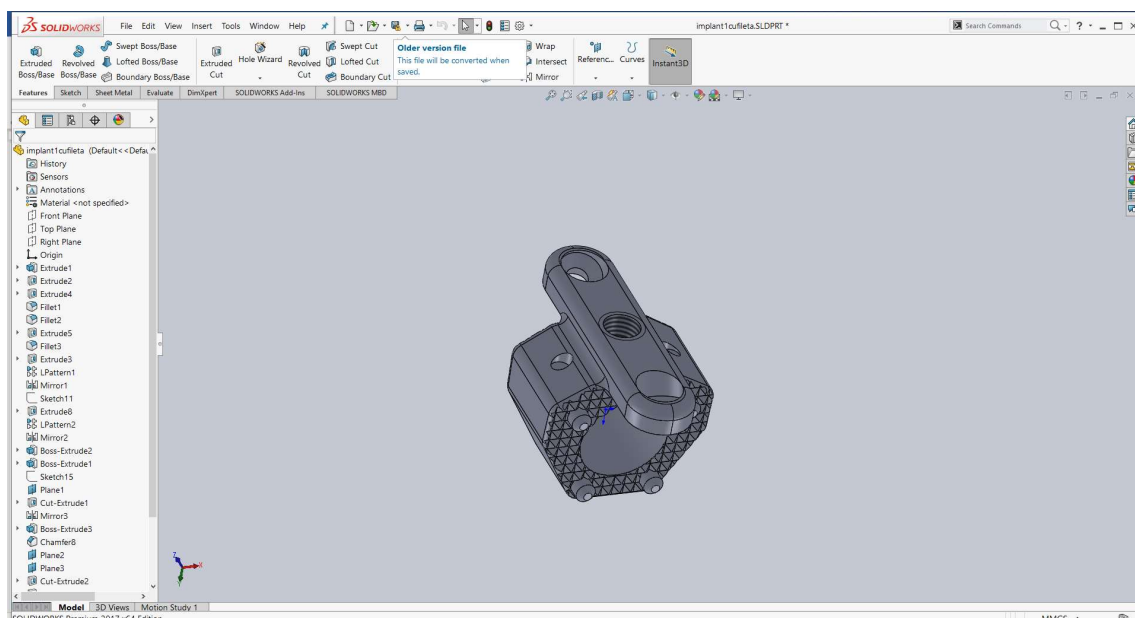 SOLIDWORKS File Edit View Insert Tools Window Help implant1cufileta.SLDPRT * Search Commands ?
Swept Boss/Base
Lofted Boss/Base
Boundary Boss/Base
Extruded Boss/Base
Revolved Boss/Base
Extruded Cut
Hole Wizard
Revolved Cut
Swept Cut
Lofted Cut
Boundary Cut
Older version file
This file will be converted when
saved.
Wrap
Intersect
Mirror
Referenc...
Curves
Instant3D
Features Sketch Sheet Metal Evaluate DimXpert SOLIDWORKS Add-Ins SOLIDWORKS MBD
implant1cufileta (Default<<Defau
History
Sensors
Annotations
Material <not specified>
Front Plane
Top Plane
Right Plane
Origin
Extrude1
Extrude2
Extrude4
Fillet1
Fillet2
Extrude5
Fillet3
Extrude3
LPattern1
Mirror1
Sketch11
Extrude8
LPattern2
Mirror2
Boss-Extrude2
Boss-Extrude1
Sketch15
Plane1
Cut-Extrude1
Mirror3
Boss-Extrude3
Chamfer8
Plane2
Plane3
Cut-Extrude2
Z X Y
Model 3D Views Motion Study 1
SOLIDWORKS Premium 2017 x64 Edition MMGS